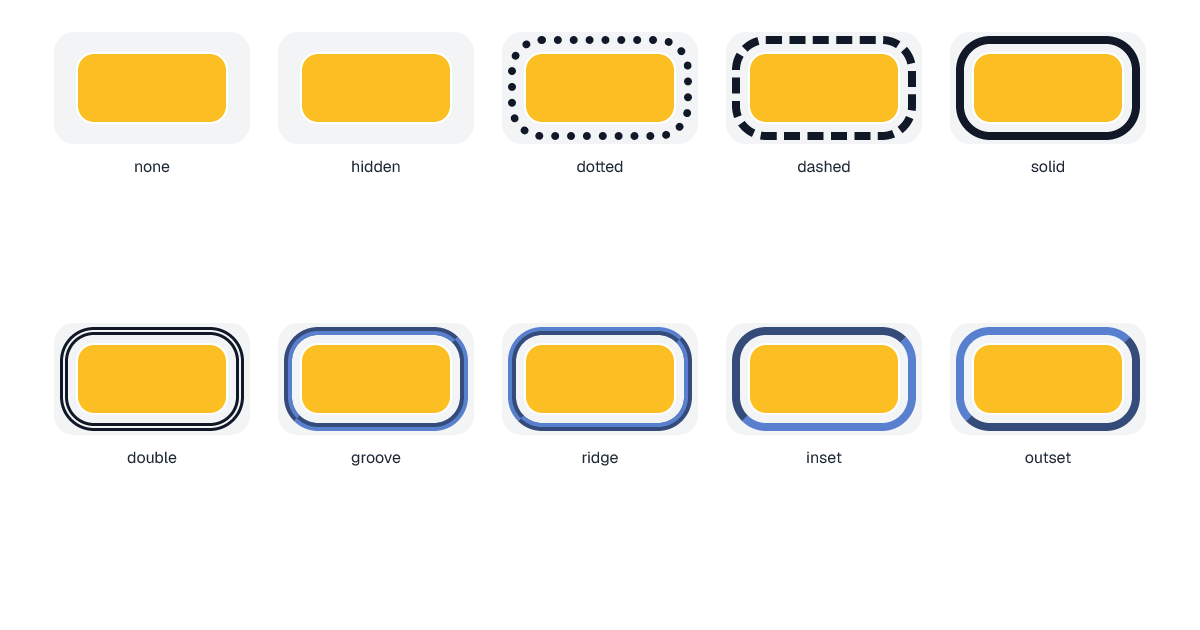 none
hidden
dotted
dashed
solid
double
groove
ridge
inset
outset